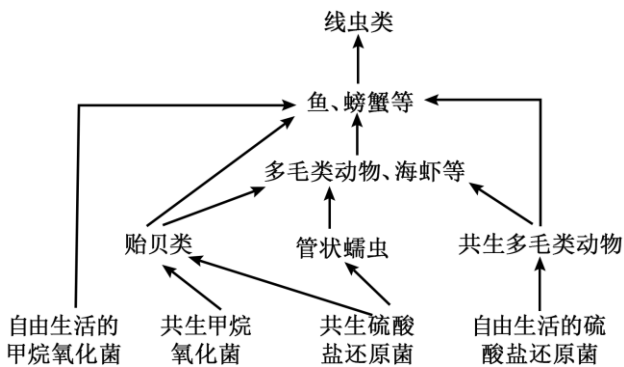 线虫类
鱼、螃蟹等
多毛类动物、海虾等
贻贝类
管状蠕虫
共生多毛类动物
自由生活的
甲烷氧化菌
共生甲烷
氧化菌
共生硫酸
盐还原菌
自由生活的硫
酸盐还原菌